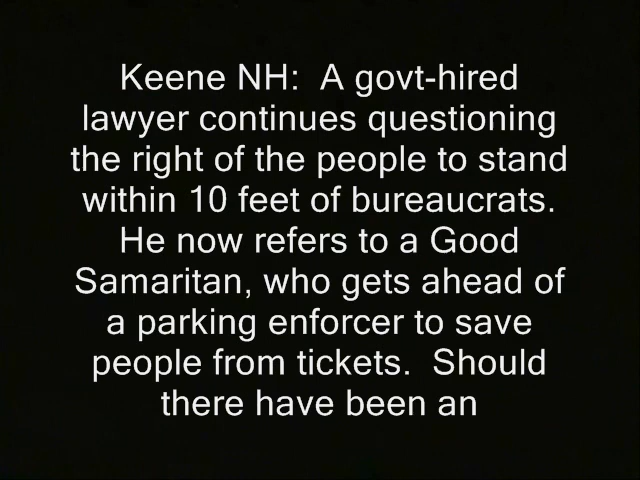 Keene NH:  A govt-hired
lawyer continues questioning
the right of the people to stand
within 10 feet of bureaucrats.
He now refers to a Good
Samaritan, who gets ahead of
a parking enforcer to save
people from tickets.  Should
there have been an